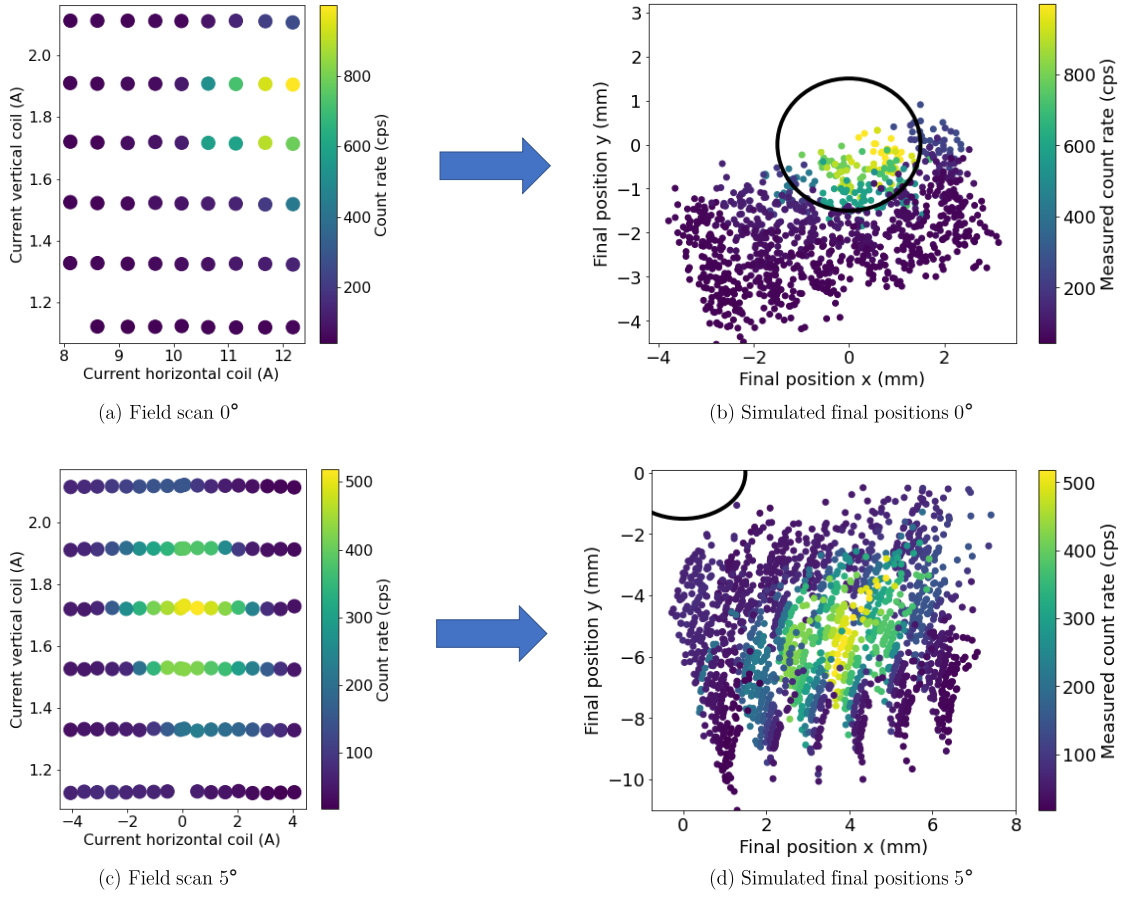 2.0
1.8
1.6
1.4
1.2
Current vertical coil (A)
8 9 10 11 12
Current horizontal coil (A)
800
600
400
200
Count rate (cps)
(a) Field scan 0°
3
2
1
0
−1
−2
−3
−4
Final position y (mm)
−4 −2 0 2
Final position x (mm)
800
600
400
200
Measured count rate (cps)
(b) Simulated final positions 0°
2.0
1.8
1.6
1.4
1.2
Current vertical coil (A)
−4 −2 0 2 4
Current horizontal coil (A)
500
400
300
200
100
Count rate (cps)
(c) Field scan 5°
0
−2
−4
−6
−8
−10
Final position y (mm)
0 2 4 6 8
Final position x (mm)
500
400
300
200
100
Measured count rate (cps)
(d) Simulated final positions 5°